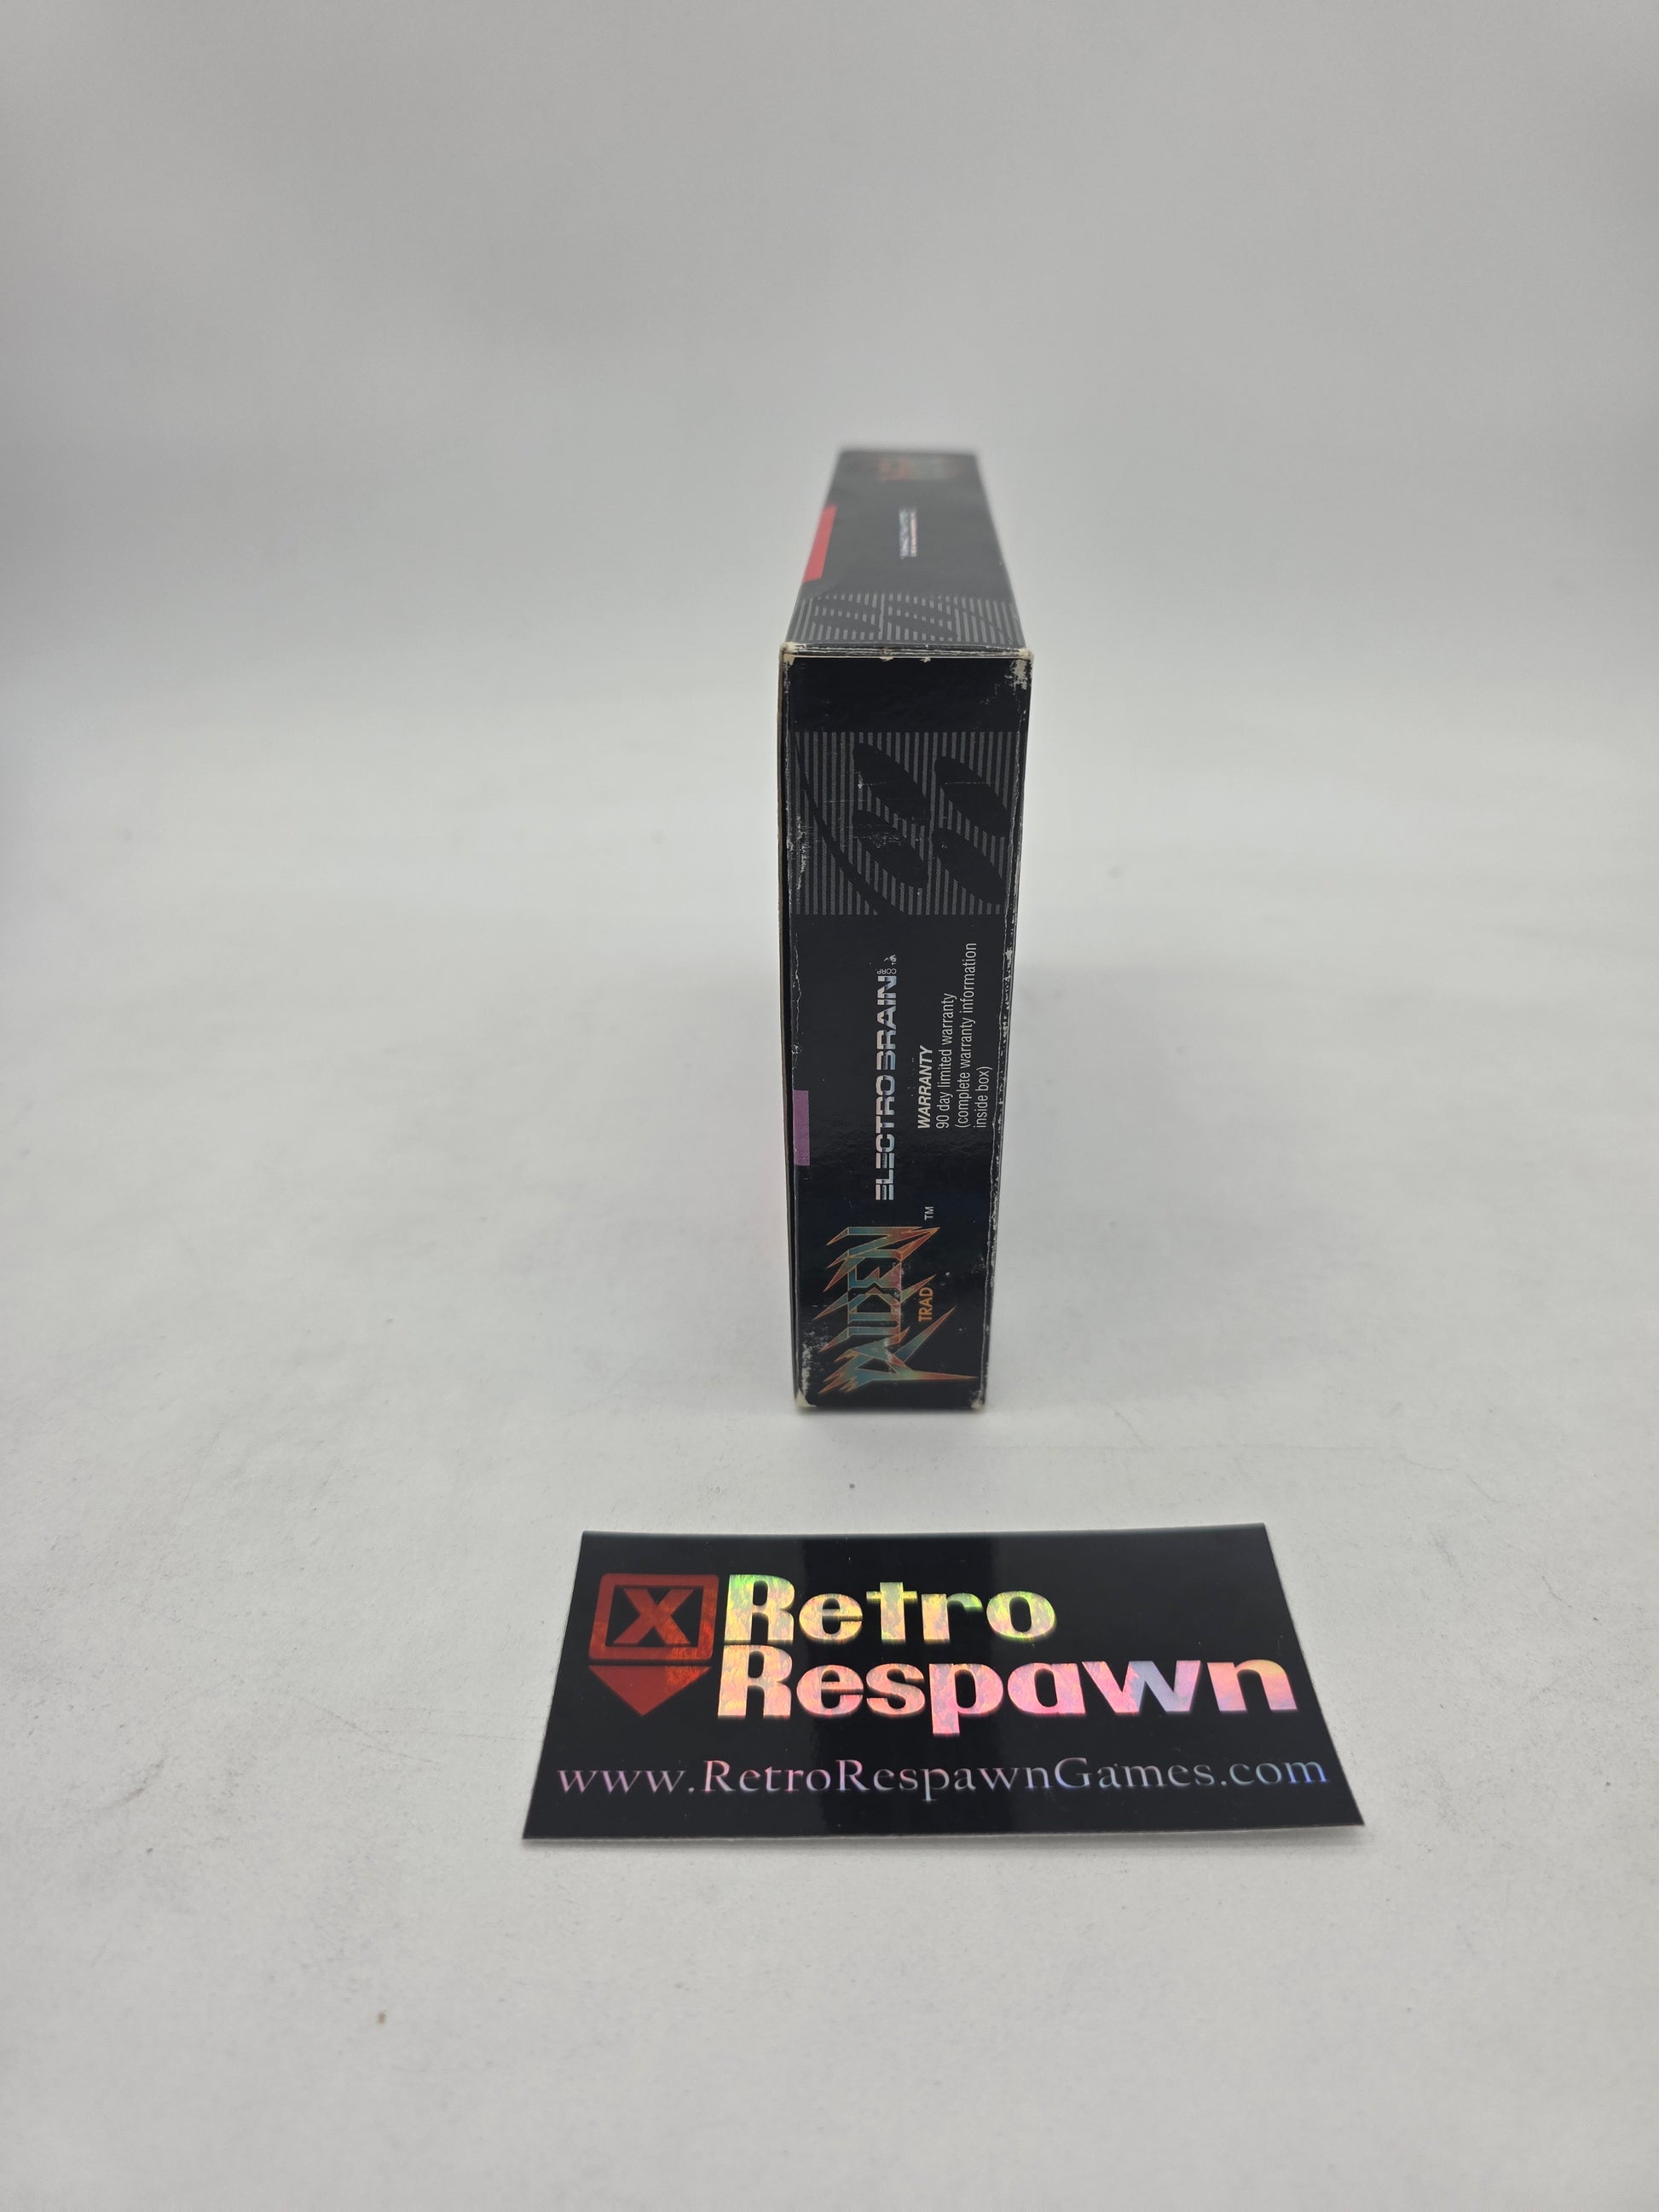 ELECTRO BRAIN
WARRANTY
90 day limited warranty
(complete warranty information
inside box)
RAIDEN
TRAD
TM
X
Retro
Respawn
www.RetroRespawnGames.com